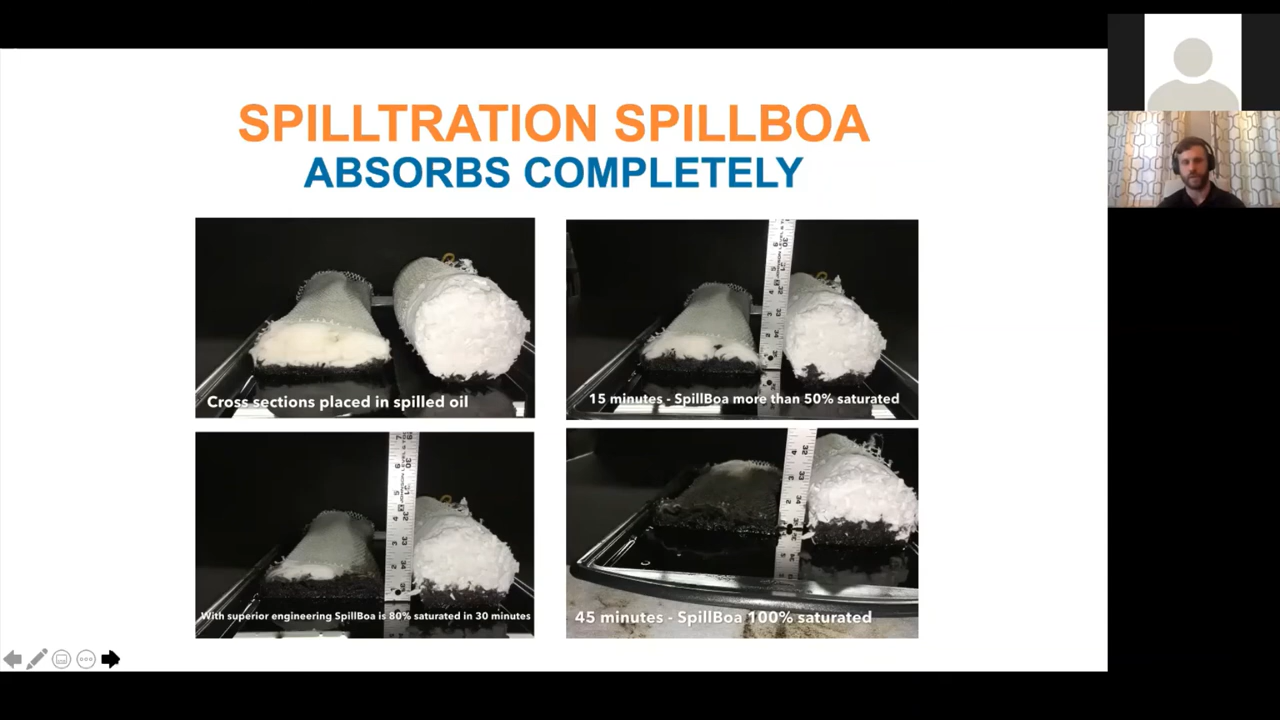 SPILLTRATION SPILLBOA
ABSORBS COMPLETELY
Cross sections placed in spilled oil
15 minutes - SpillBoa more than 50% saturated
With superior engineering SpillBoa is 80% saturated in 30 minutes
45 minutes - SpillBoa 100% saturated